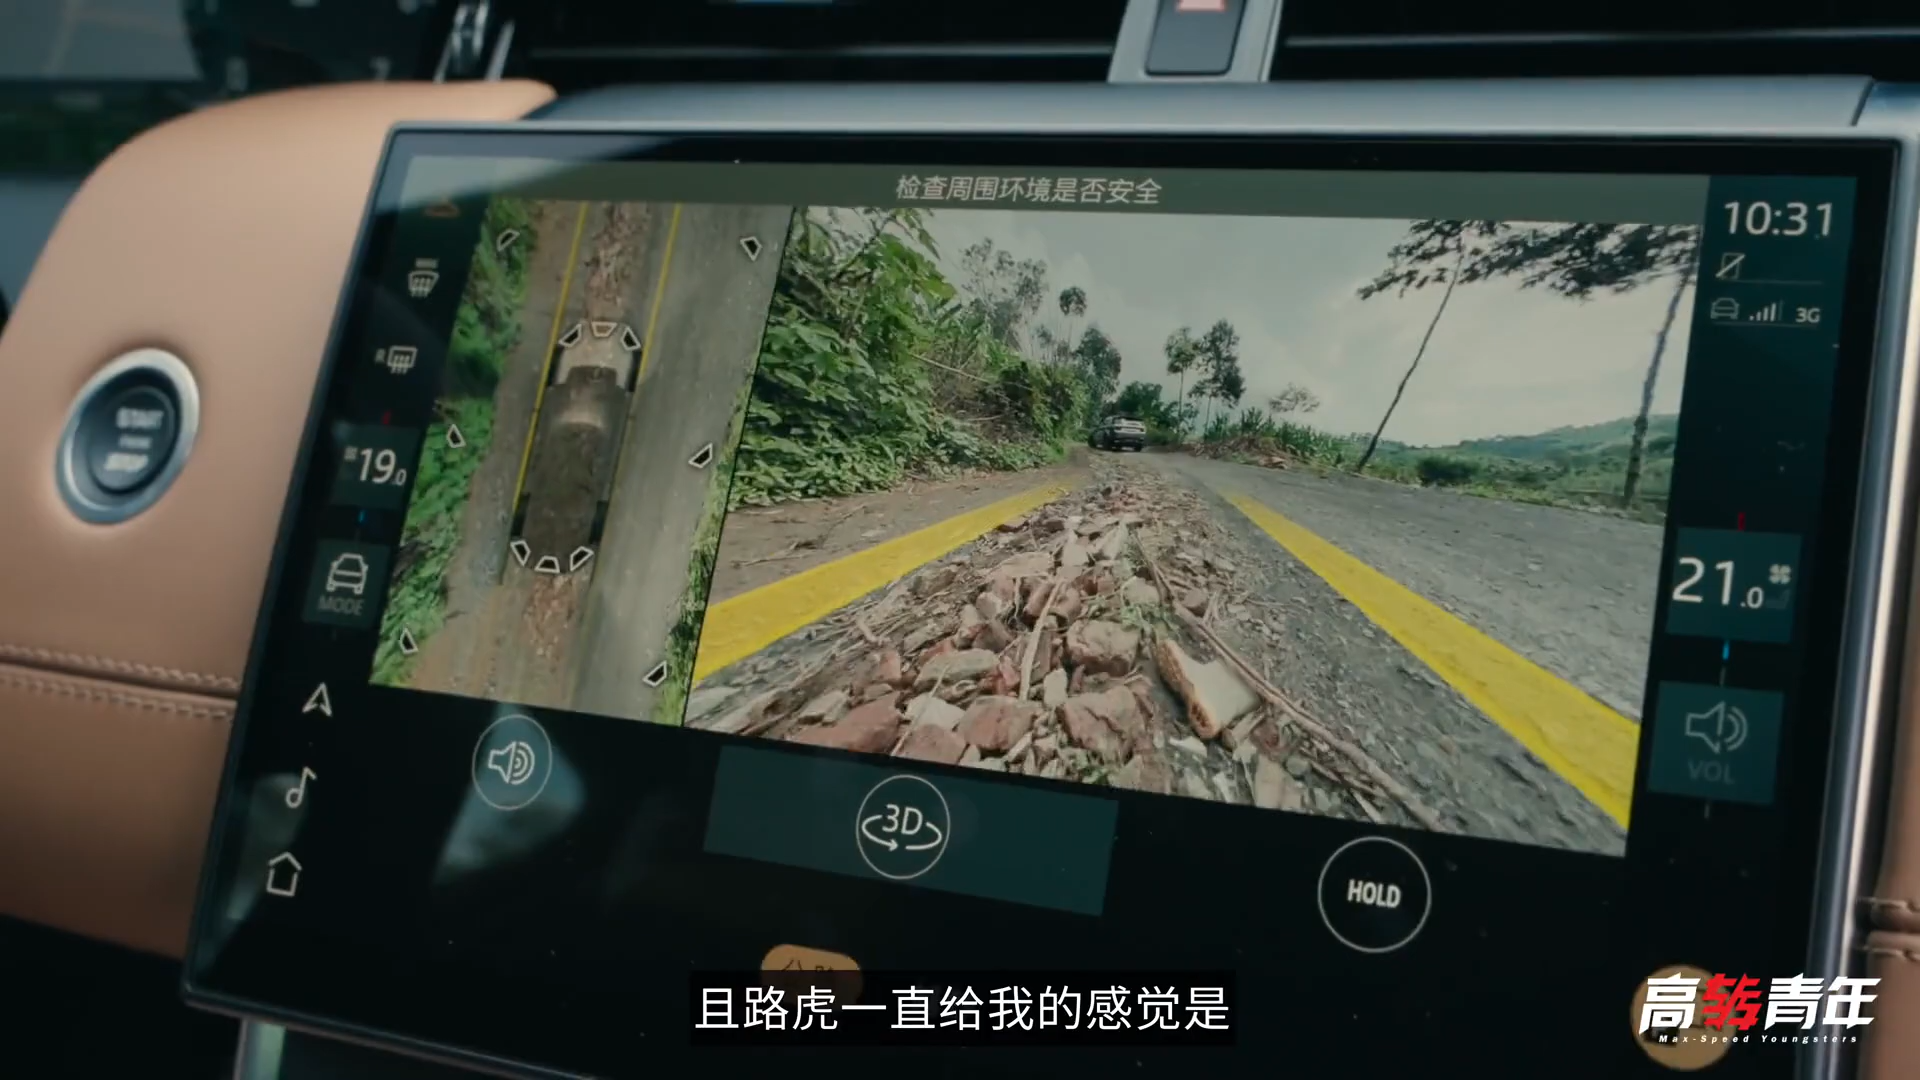 检查周围环境是否安全
10:31
3G
START
STOP
R
19.0
MODE
21.0
VOL
3D
HOLD
且路虎一直给我的感觉是
高转青年
Max-Speed Youngsters